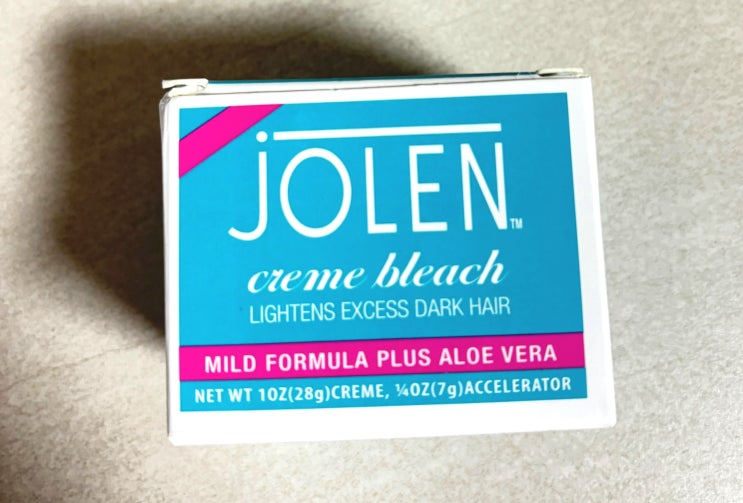 JOLEN™
creme bleach
LIGHTENS EXCESS DARK HAIR
MILD FORMULA PLUS ALOE VERA
NET WT 1OZ(28g)CREME, ¼OZ(7g)ACCELERATOR